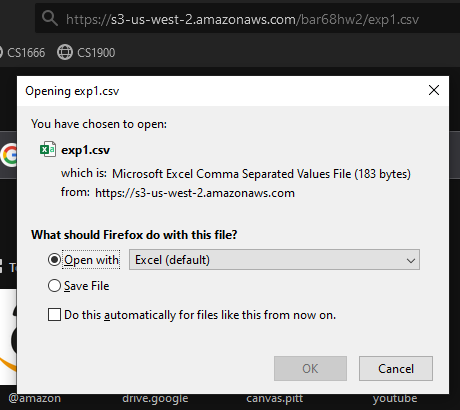 https://s3-us-west-2.amazonaws.com/bar68hw2/exp1.csv
CS1666 CS1900
Opening exp1.csv
You have chosen to open:
exp1.csv
which is: Microsoft Excel Comma Separated Values File (183 bytes)
from: https://s3-us-west-2.amazonaws.com
What should Firefox do with this file?
Open with Excel (default)
Save File
Do this automatically for files like this from now on.
OK Cancel
@amazon drive.google canvas.pitt youtube